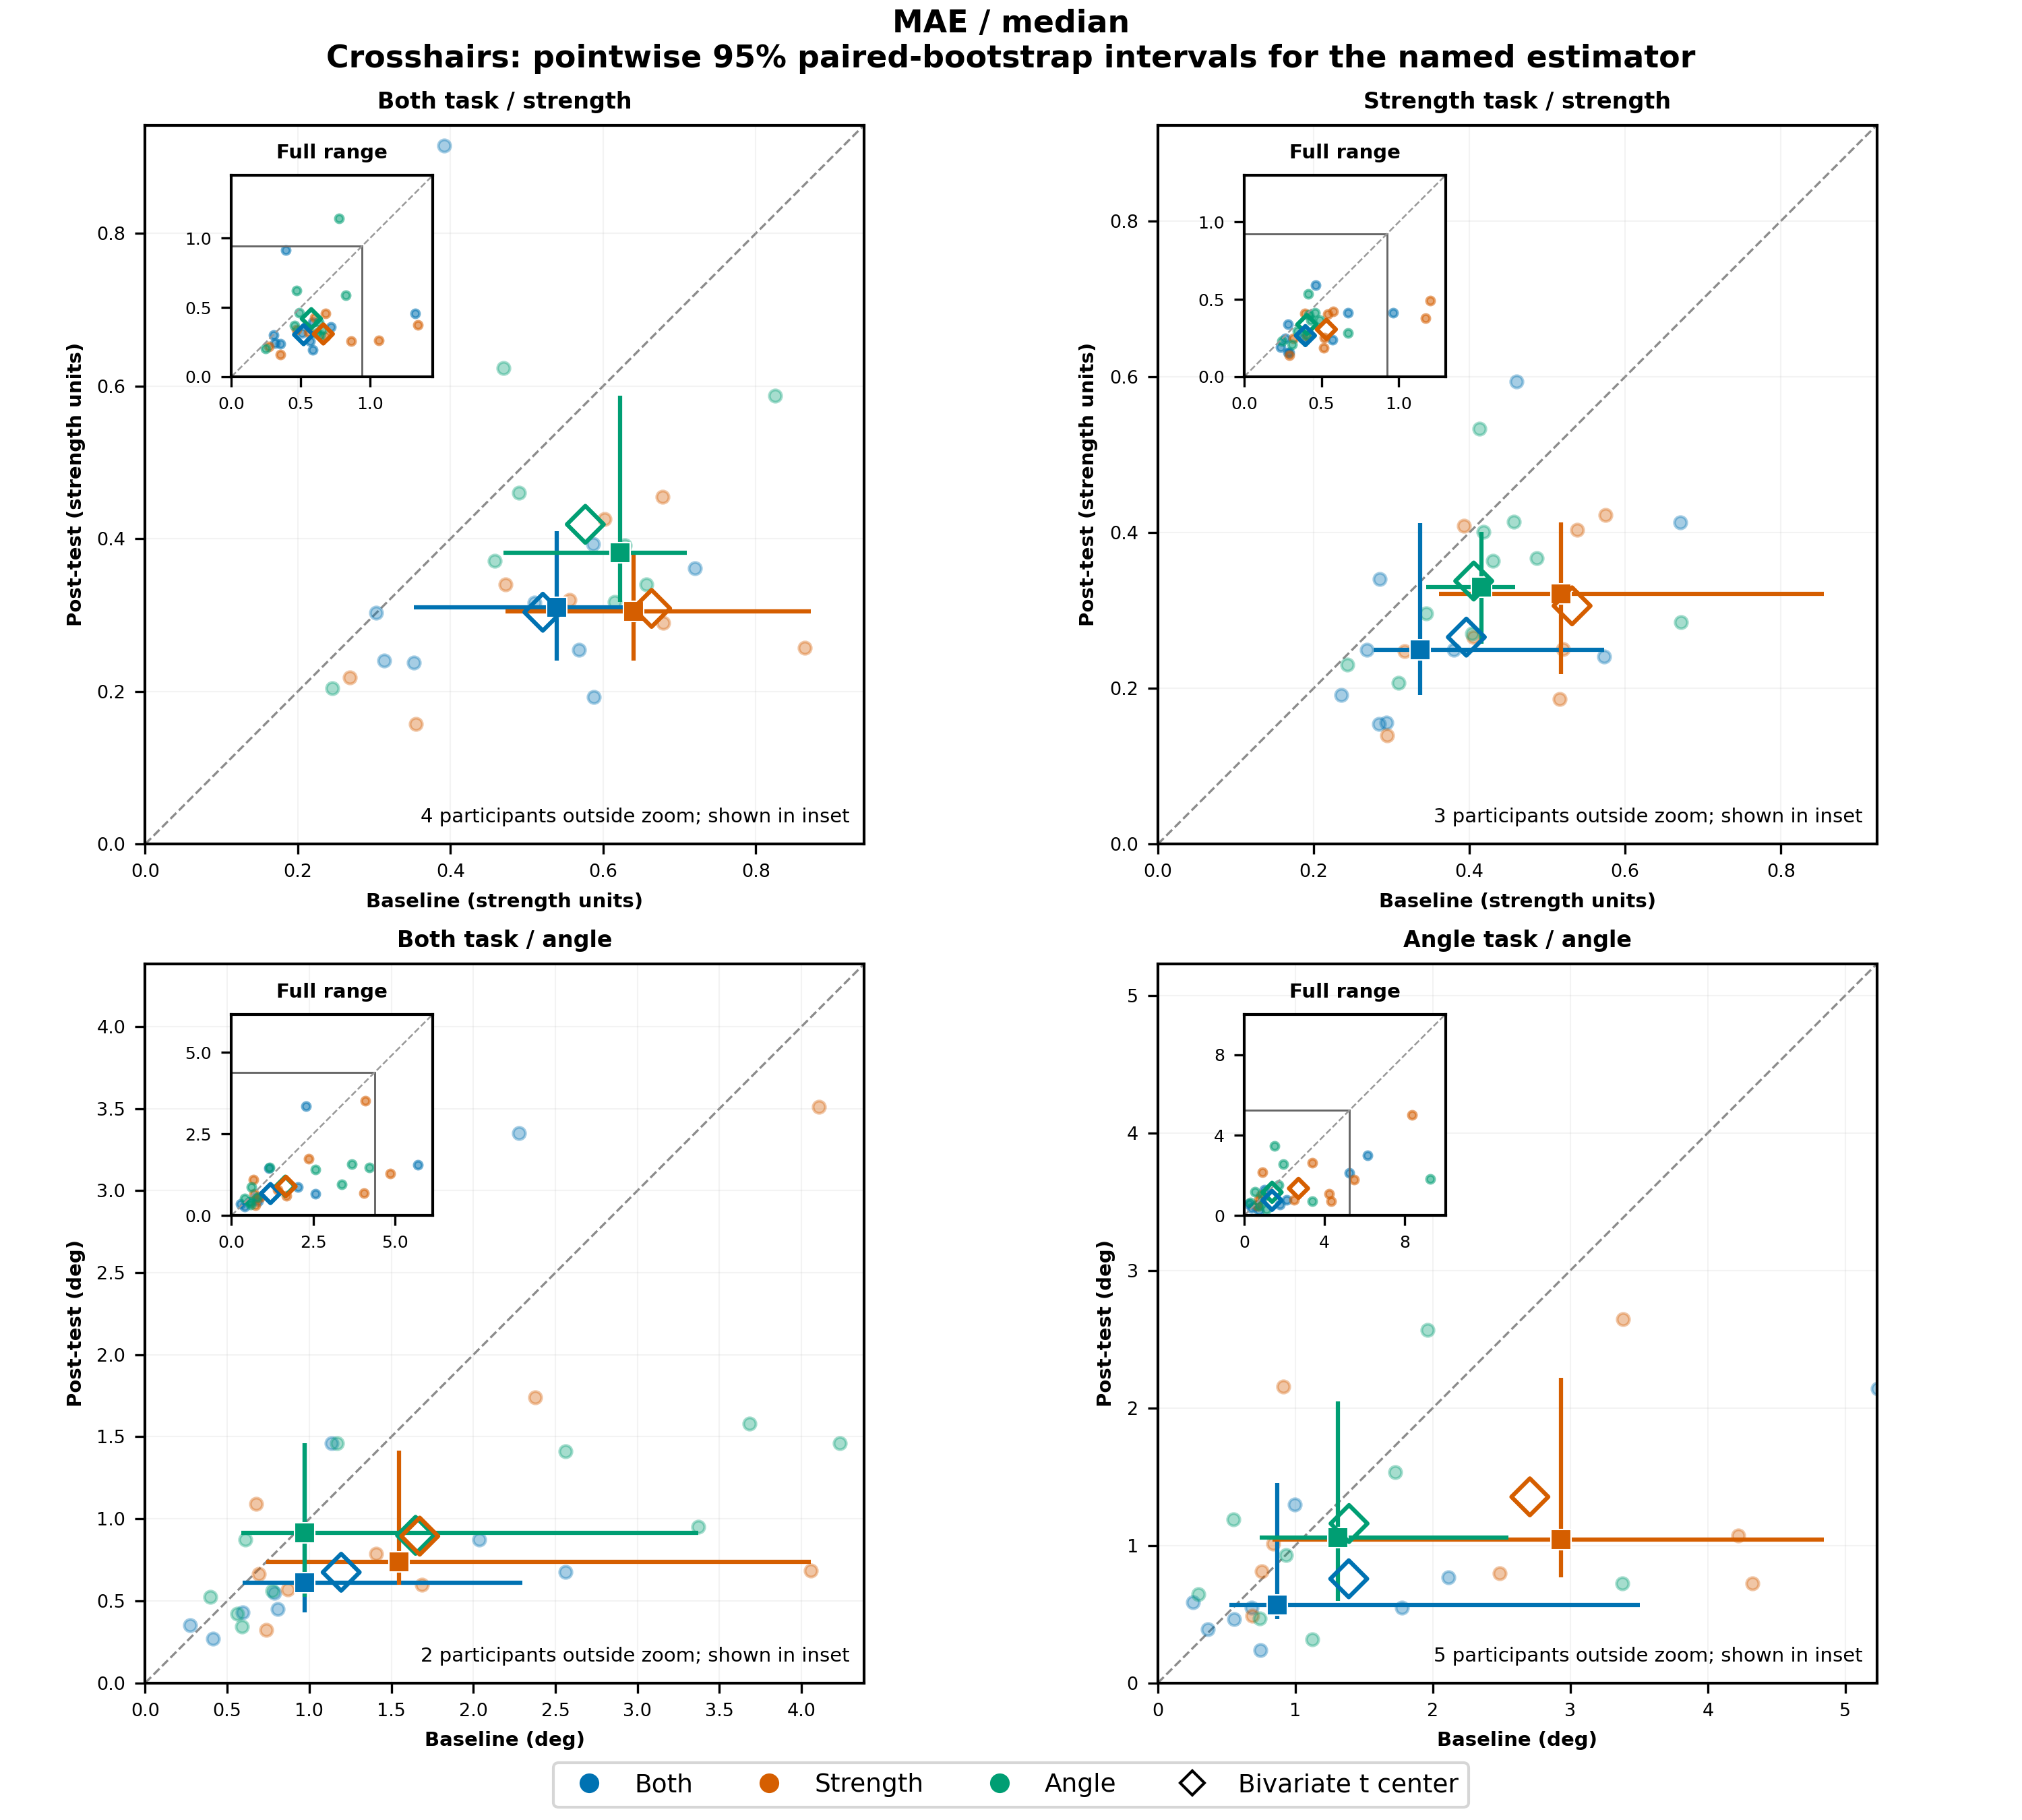 MAE / median
Crosshairs: pointwise 95% paired-bootstrap intervals for the named estimator
Both task / strength
Full range
1.0
0.5
0.0
0.0 0.5 1.0
0.8
0.6
0.4
0.2
0.0
Post-test (strength units)
4 participants outside zoom; shown in inset
0.0 0.2 0.4 0.6 0.8
Baseline (strength units)
Strength task / strength
Full range
1.0
0.5
0.0
0.0 0.5 1.0
0.8
0.6
0.4
0.2
0.0
Post-test (strength units)
3 participants outside zoom; shown in inset
0.0 0.2 0.4 0.6 0.8
Baseline (strength units)
Both task / angle
Full range
5.0
2.5
0.0
0.0 2.5 5.0
4.0
3.5
3.0
2.5
2.0
1.5
1.0
0.5
0.0
Post-test (deg)
2 participants outside zoom; shown in inset
0.0 0.5 1.0 1.5 2.0 2.5 3.0 3.5 4.0
Baseline (deg)
Angle task / angle
Full range
8
4
0
0 4 8
5
4
3
2
1
0
Post-test (deg)
5 participants outside zoom; shown in inset
0 1 2 3 4 5
Baseline (deg)
Both Strength Angle Bivariate t center